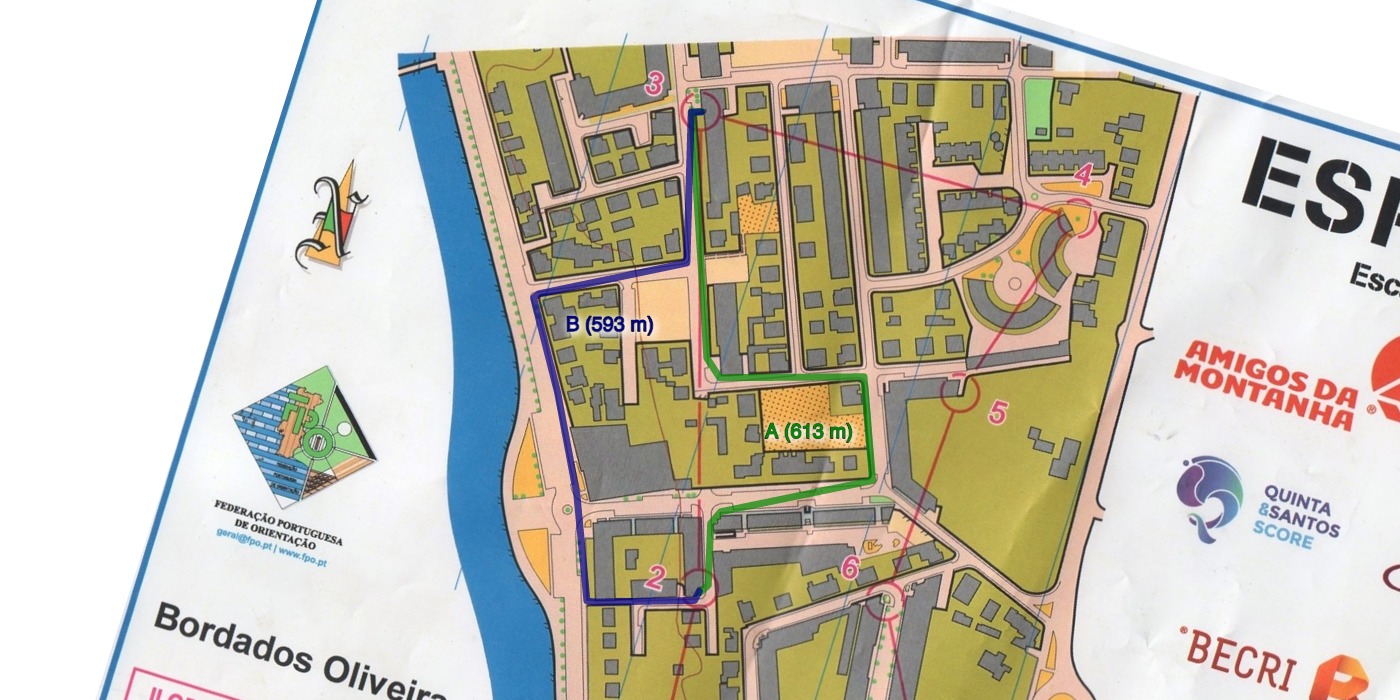 3
4
ESP
Esc
B (593 m)
AMIGOS DA
MONTANHA
®
5
A (613 m)
QUINTA
&SANTOS
SCORE
FEDERAÇÃO PORTUGUESA
DE ORIENTAÇÃO
geral@fpo.pt | www.fpo.pt
2
6
Bordados Oliveira
®BECRI